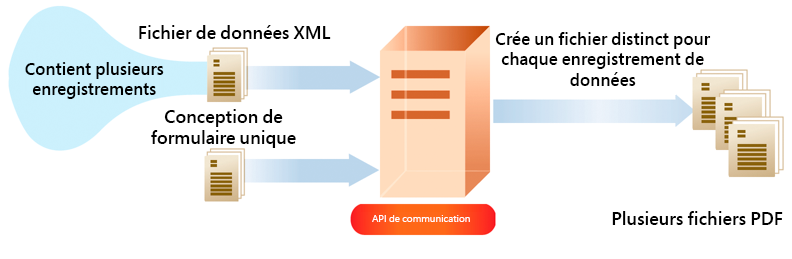 Contient plusieurs
enregistrements
Fichier de données XML
Conception de
formulaire unique
API de communication
Crée un fichier distinct pour
chaque enregistrement de
données
Plusieurs fichiers PDF